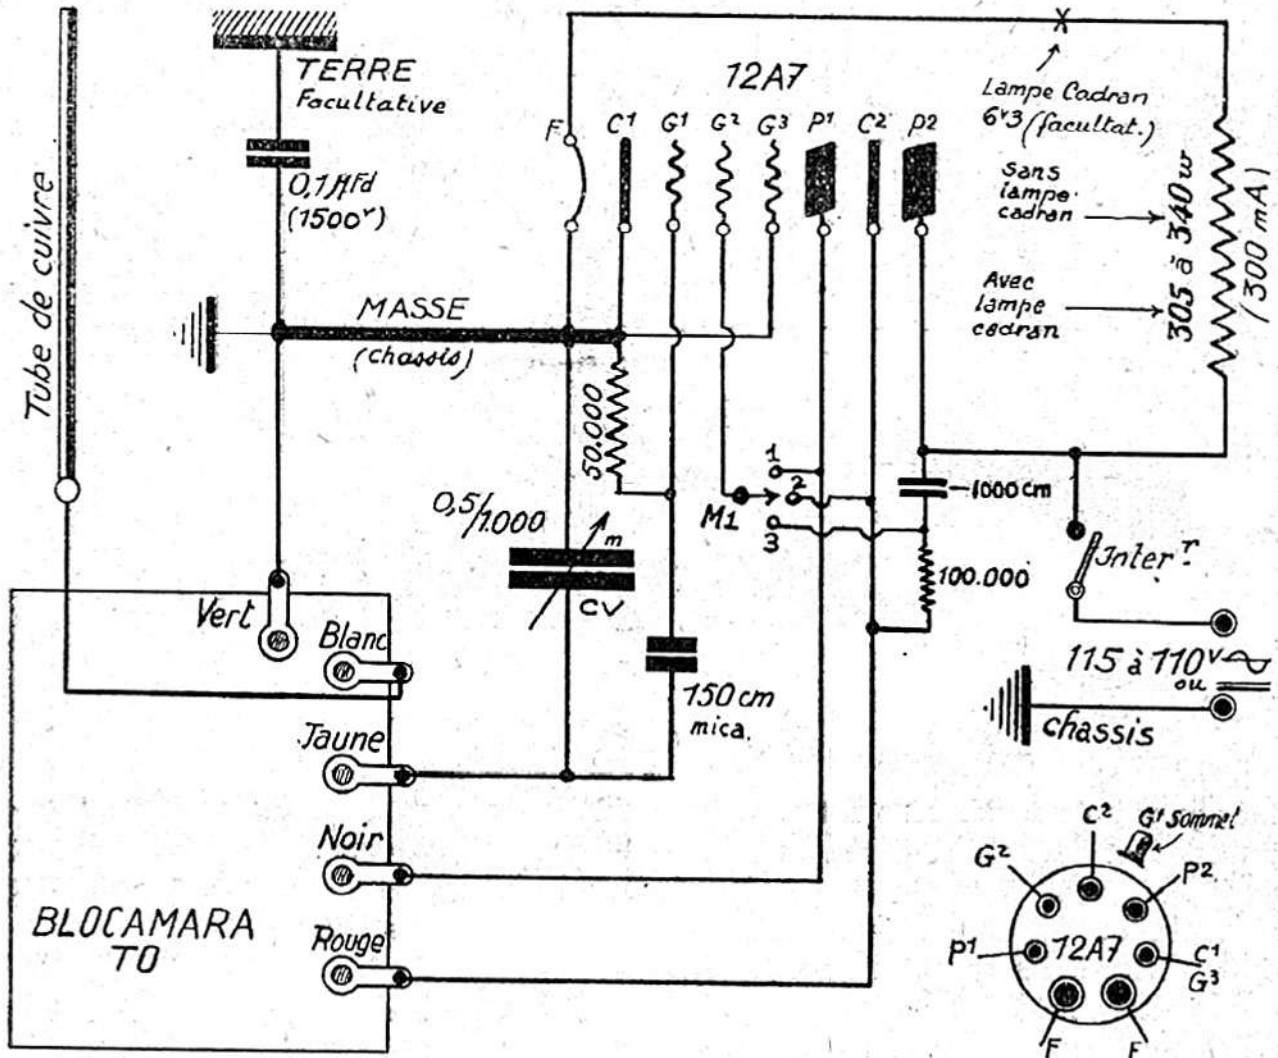 Tube de cuivre
TERRE
Facultative
0,1 MFd
(1500v)
MASSE
(chassis)
12A7
F
C1
G1
G2
G3
P1
C2
P2
X
Lampe Cadran
6v3 (facultat.)
sans
lampe
cadran
Avec
lampe
cadran
305 à 340 ω
(300 mA)
50.000
0,5/1.000
m
CV
150 cm
mica.
M1
1
2
3
1000 cm
100.000
Inter.r
115 à 110v
ou
chassis
Vert
Blanc
Jaune
Noir
Rouge
BLOCAMARA
TO
C2
G1 Sommet
G2
P2
P1
12A7
C1
G3
F
F